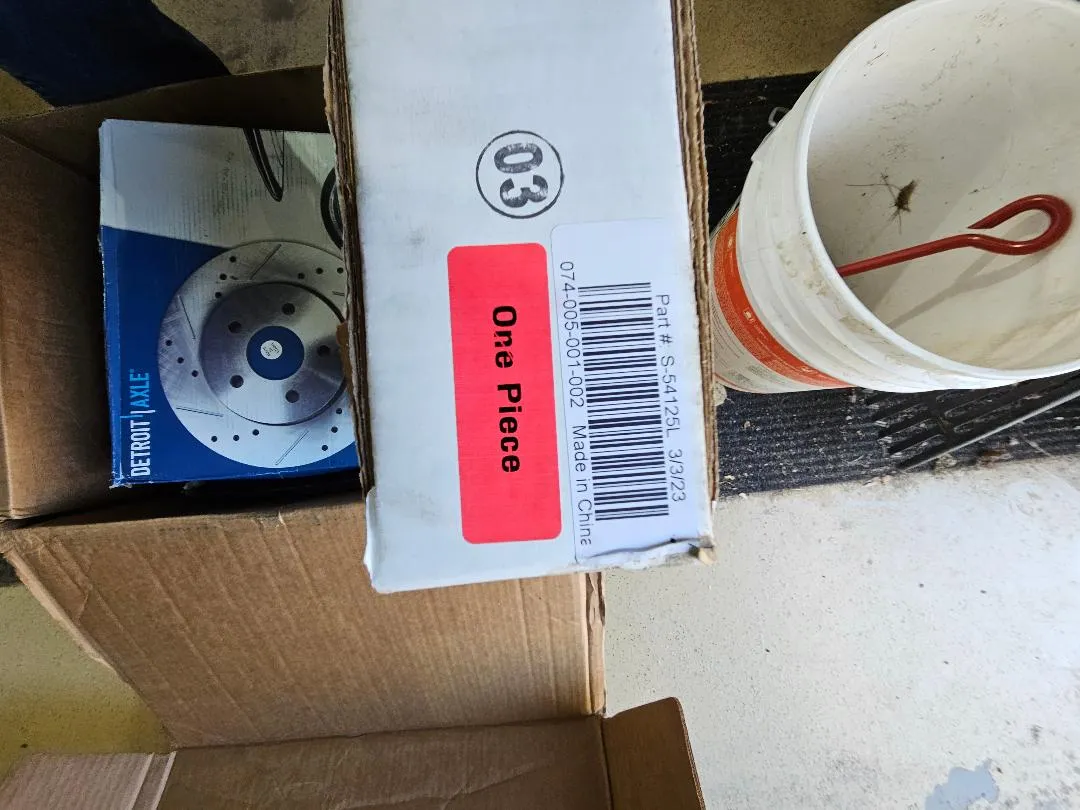 DETROIT AXLE
03
One Piece
Part #: S-54125L 3/3/23
074-005-001-002 Made in China